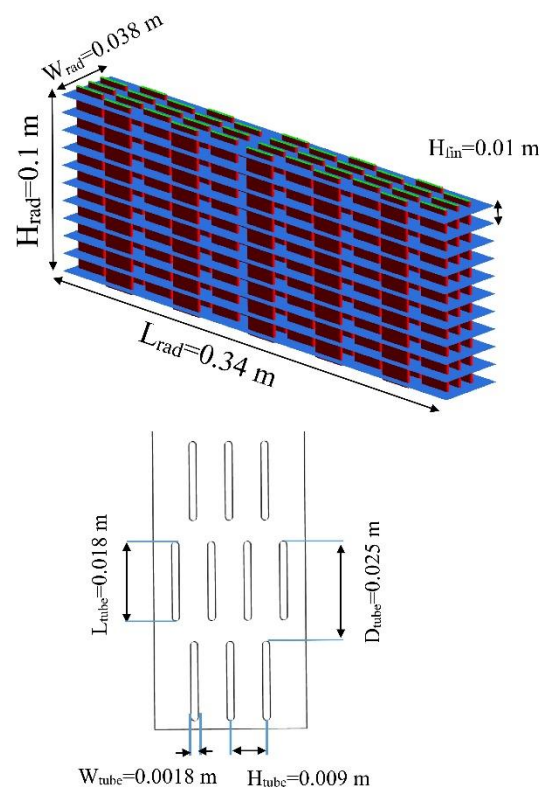 W_rad=0.038 m
H_rad=0.1 m
H_fin=0.01 m
L_rad=0.34 m
L_tube=0.018 m
D_tube=0.025 m
W_tube=0.0018 m
H_tube=0.009 m